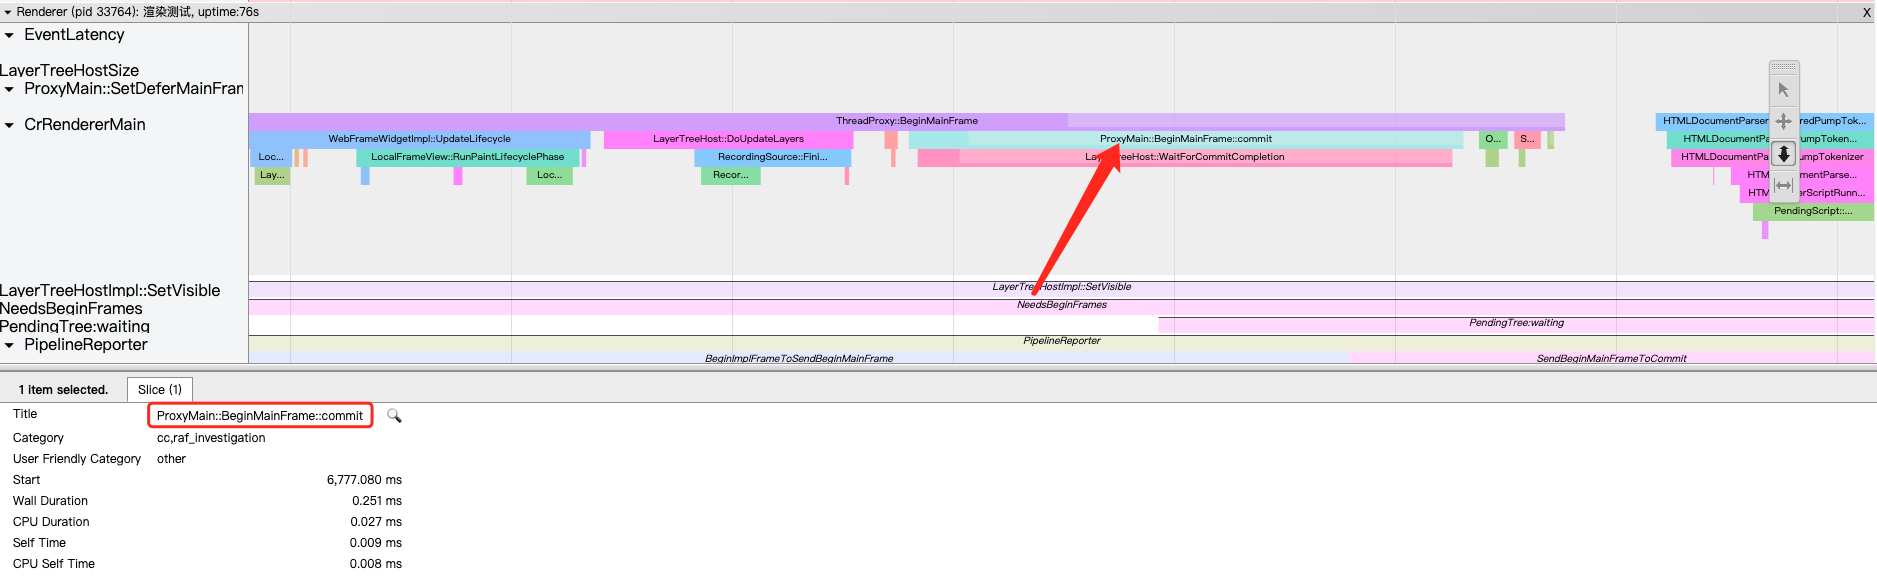 Renderer (pid 33764): 渲染测试, uptime:76s
X
EventLatency
LayerTreeHostSize
ProxyMain::SetDeferMainFran
CrRendererMain
ThreadProxy::BeginMainFrame
WebFrameWidgetImpl::UpdateLifecycle
LayerTreeHost::DoUpdateLayers
ProxyMain::BeginMainFrame::commit
O...
S...
Loc...
LocalFrameView::RunPaintLifecyclePhase
RecordingSource::Fini...
WaitForCommitCompletion
Lay...
Loc...
Recor...
HTMLDocumentParser
redPumpTok...
HTMLDocumentPa
umpToken...
HTMLDocumentPa
umpTokenizer
HTM
mentParse...
HTM
erScriptRunn...
PendingScript::...
LayerTreeHostImpl::SetVisible
LayerTreeHostImpl::SetVisible
NeedsBeginFrames
NeedsBeginFrames
PendingTree:waiting
PendingTree:waiting
PipelineReporter
PipelineReporter
BeginImplFrameToSendBeginMainFrame
SendBeginMainFrameToCommit
1 item selected.
Slice (1)
Title ProxyMain::BeginMainFrame::commit
Category cc,raf_investigation
User Friendly Category other
Start 6,777.080 ms
Wall Duration 0.251 ms
CPU Duration 0.027 ms
Self Time 0.009 ms
CPU Self Time 0.008 ms